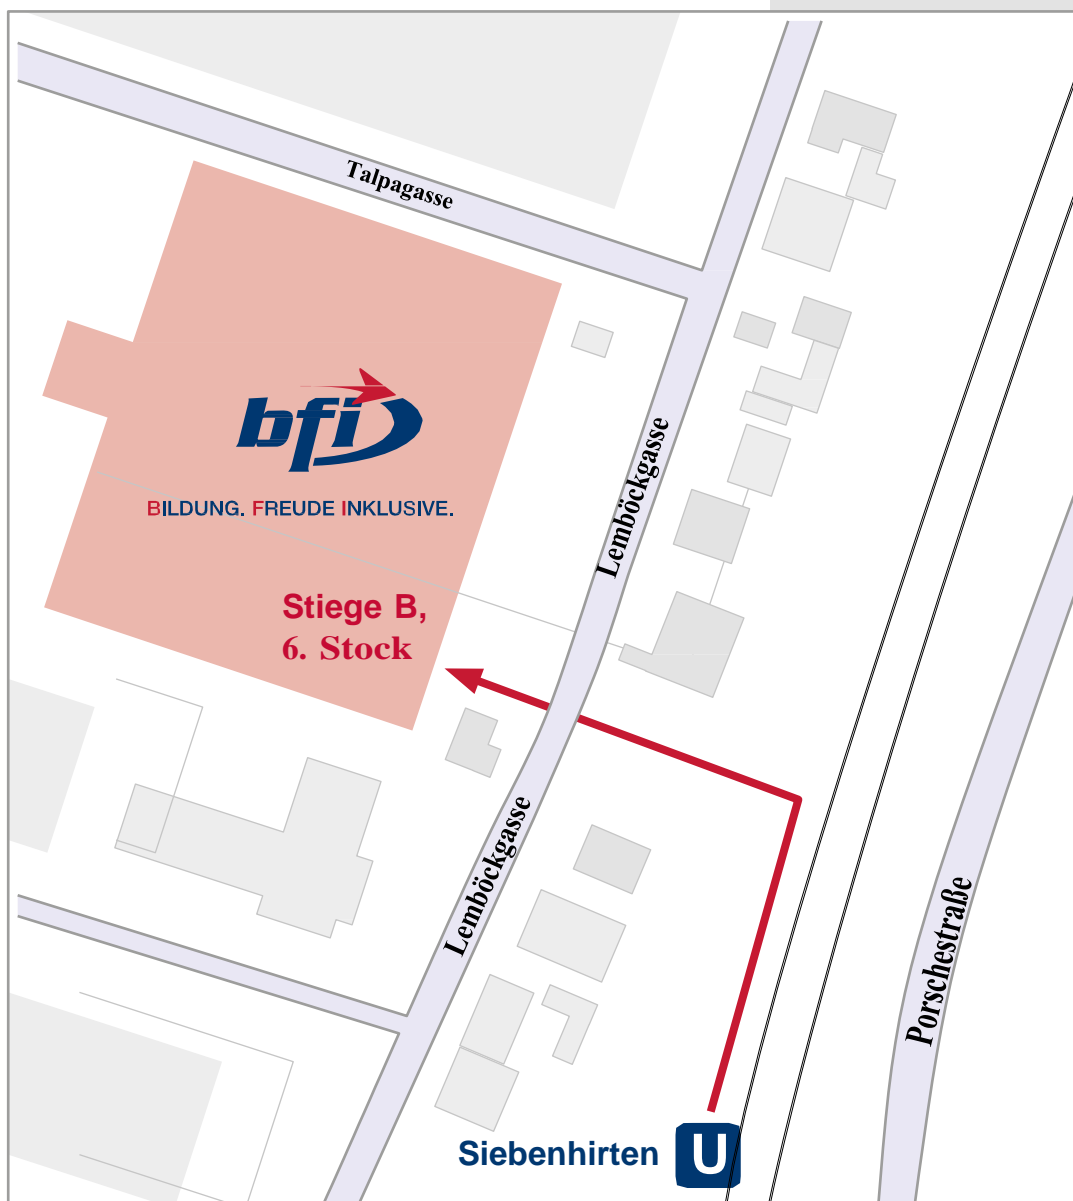 Talpagasse
bfi
BILDUNG. FREUDE INKLUSIVE.
Lemböckgasse
Stiege B,
6. Stock
Lemböckgasse
Porschestraße
Siebenhirten U